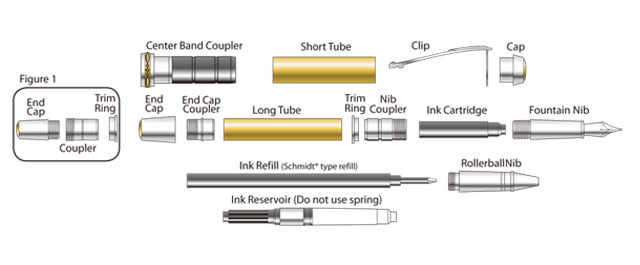 Center Band Coupler
Short Tube
Clip
Cap
Figure 1
End
Cap
Trim
Ring
Coupler
End
Cap
End Cap
Coupler
Long Tube
Trim
Ring
Nib
Coupler
Ink Cartridge
Fountain Nib
Ink Refill (Schmidt® type refill)
RollerballNib
Ink Reservoir (Do not use spring)